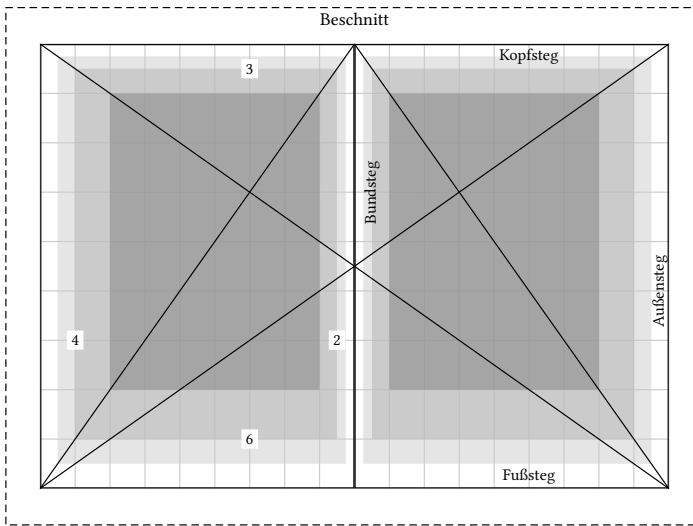 Beschnitt
Kopfsteg
3
Bundsteg
Außensteg
4
2
6
Fußsteg